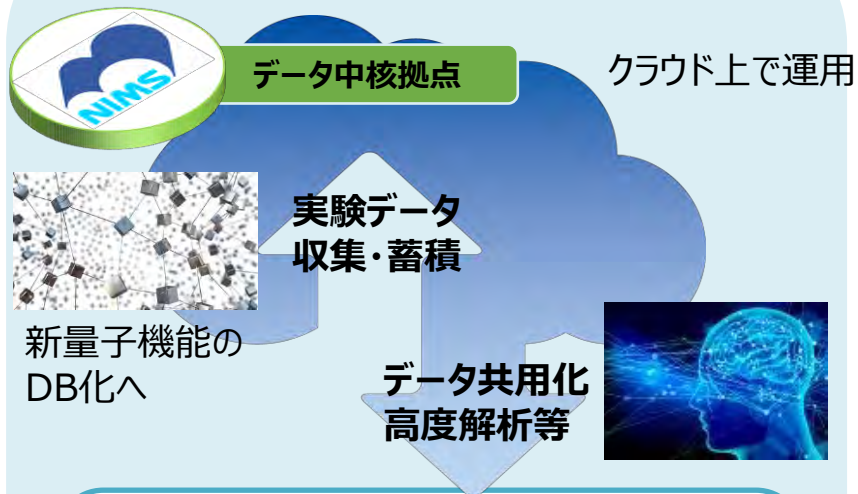 NIMS
データ中核拠点
クラウド上で運用
実験データ
収集・蓄積
新量子機能の
DB化へ
データ共用化
高度解析等